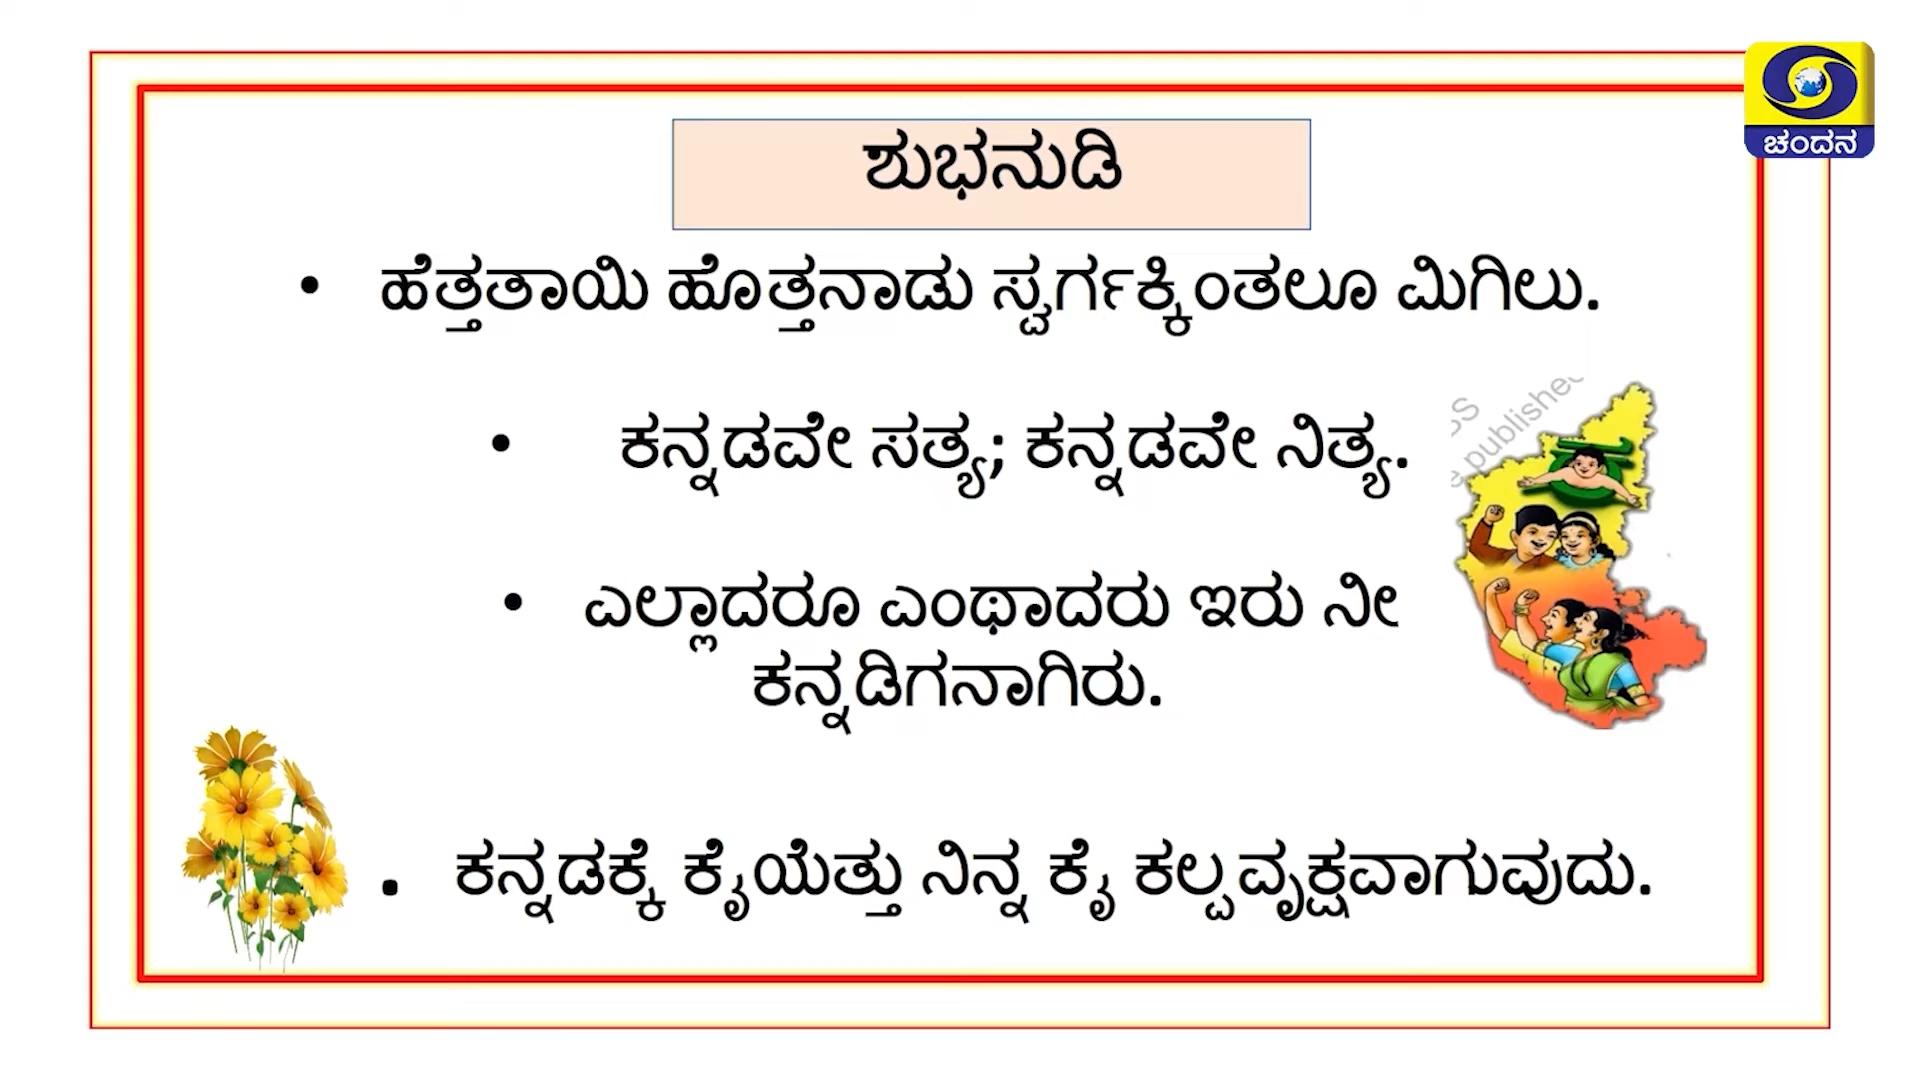 ಚಂದನ
ಶುಭನುಡಿ
• ಹೆತ್ತತಾಯಿ ಹೊತ್ತನಾಡು ಸ್ವರ್ಗಕ್ಕಿಂತಲೂ ಮಿಗಿಲು.
• ಕನ್ನಡವೇ ಸತ್ಯ; ಕನ್ನಡವೇ ನಿತ್ಯ.
• ಎಲ್ಲಾದರೂ ಎಂಥಾದರು ಇರು ನೀ
ಕನ್ನಡಿಗನಾಗಿರು.
. ಕನ್ನಡಕ್ಕೆ ಕೈಯೆತ್ತು ನಿನ್ನ ಕೈ ಕಲ್ಪವೃಕ್ಷವಾಗುವುದು.
published